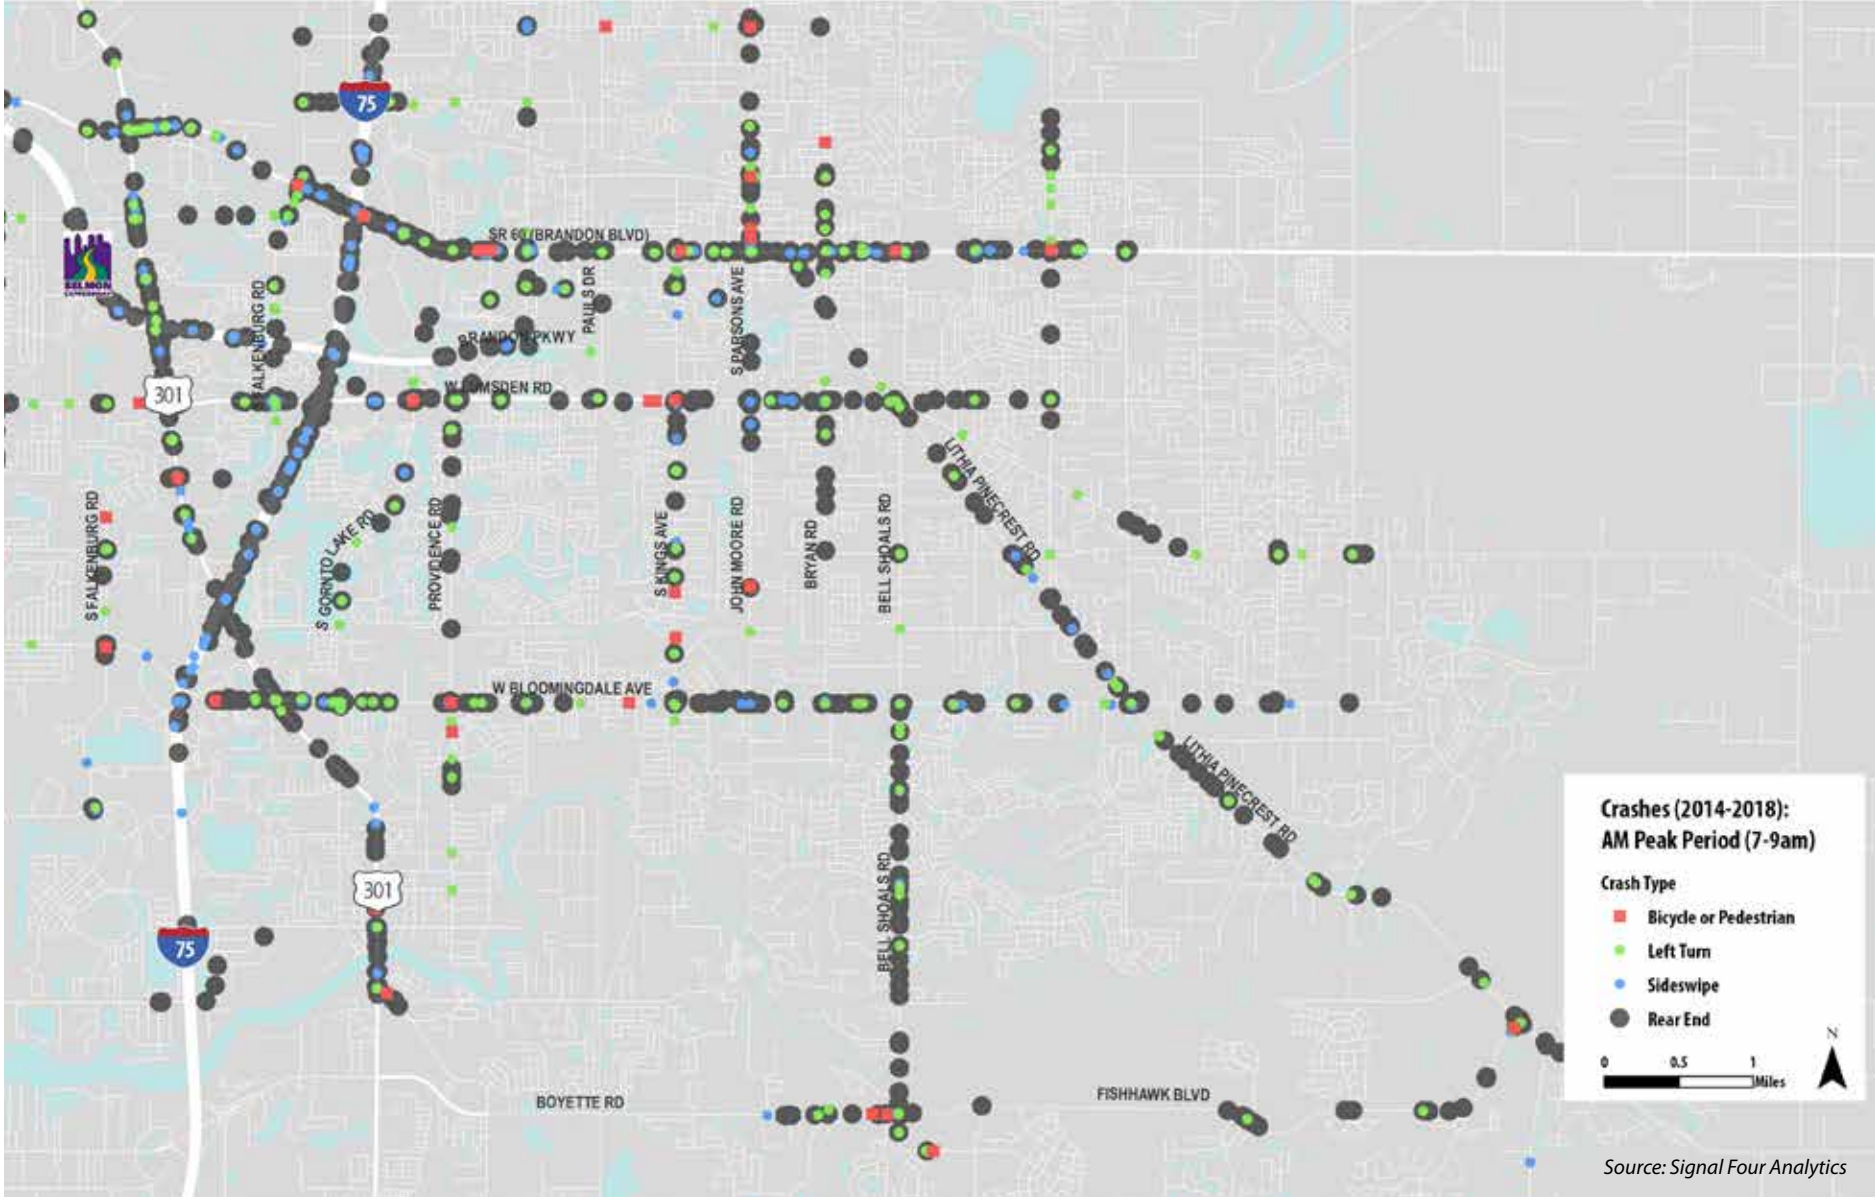 75
SR 60 (BRANDON BLVD)
SELMON
PAULS DR
S PARSONS AVE
S FALKENBURG RD
BRANDON PKWY
W LUMSDEN RD
301
LITHIA PINECREST RD
S FALKENBURG RD
S GORNTO LAKE RD
PROVIDENCE RD
S KINGS AVE
JOHN MOORE RD
BRYAN RD
BELL SHOALS RD
W BLOOMINGDALE AVE
LITHIA PINECREST RD
BELL SHOALS RD
301
75
BOYETTE RD
FISHHAWK BLVD
Crashes (2014-2018):
AM Peak Period (7-9am)
Crash Type
Bicycle or Pedestrian
Left Turn
Sideswipe
Rear End
N
0 0.5 1
Miles
Source: Signal Four Analytics